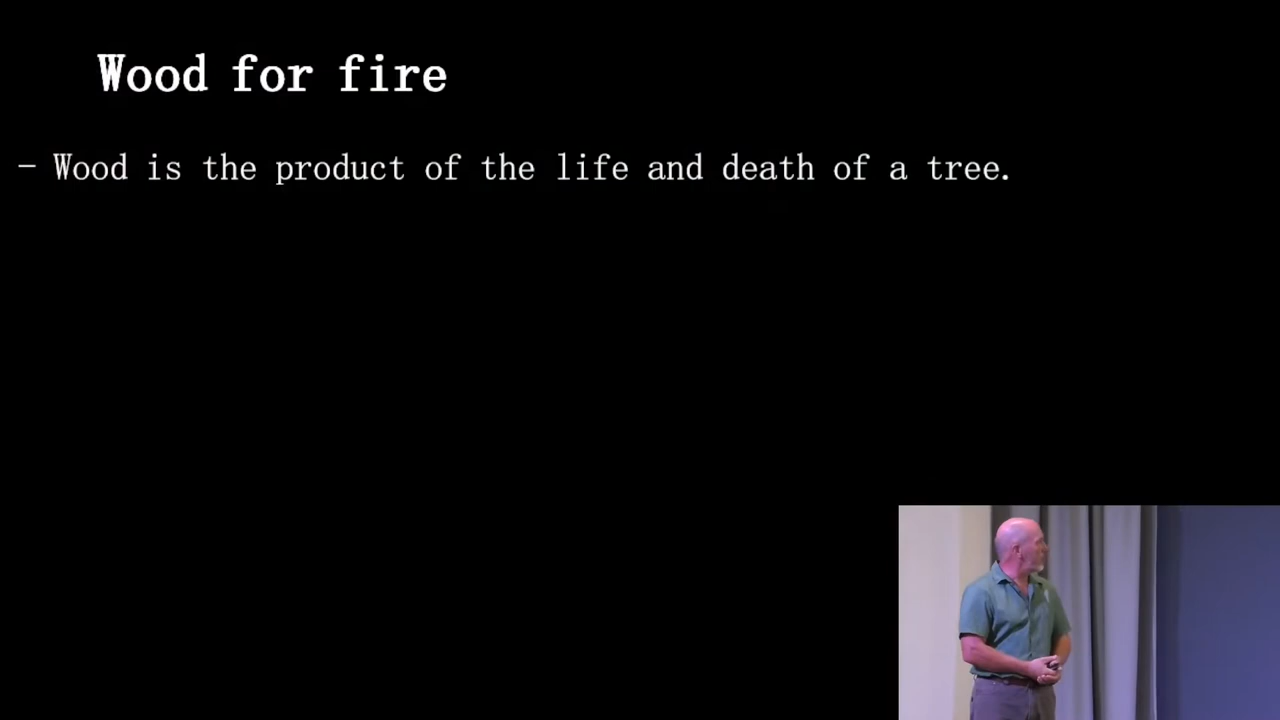 Wood for fire
- Wood is the product of the life and death of a tree.